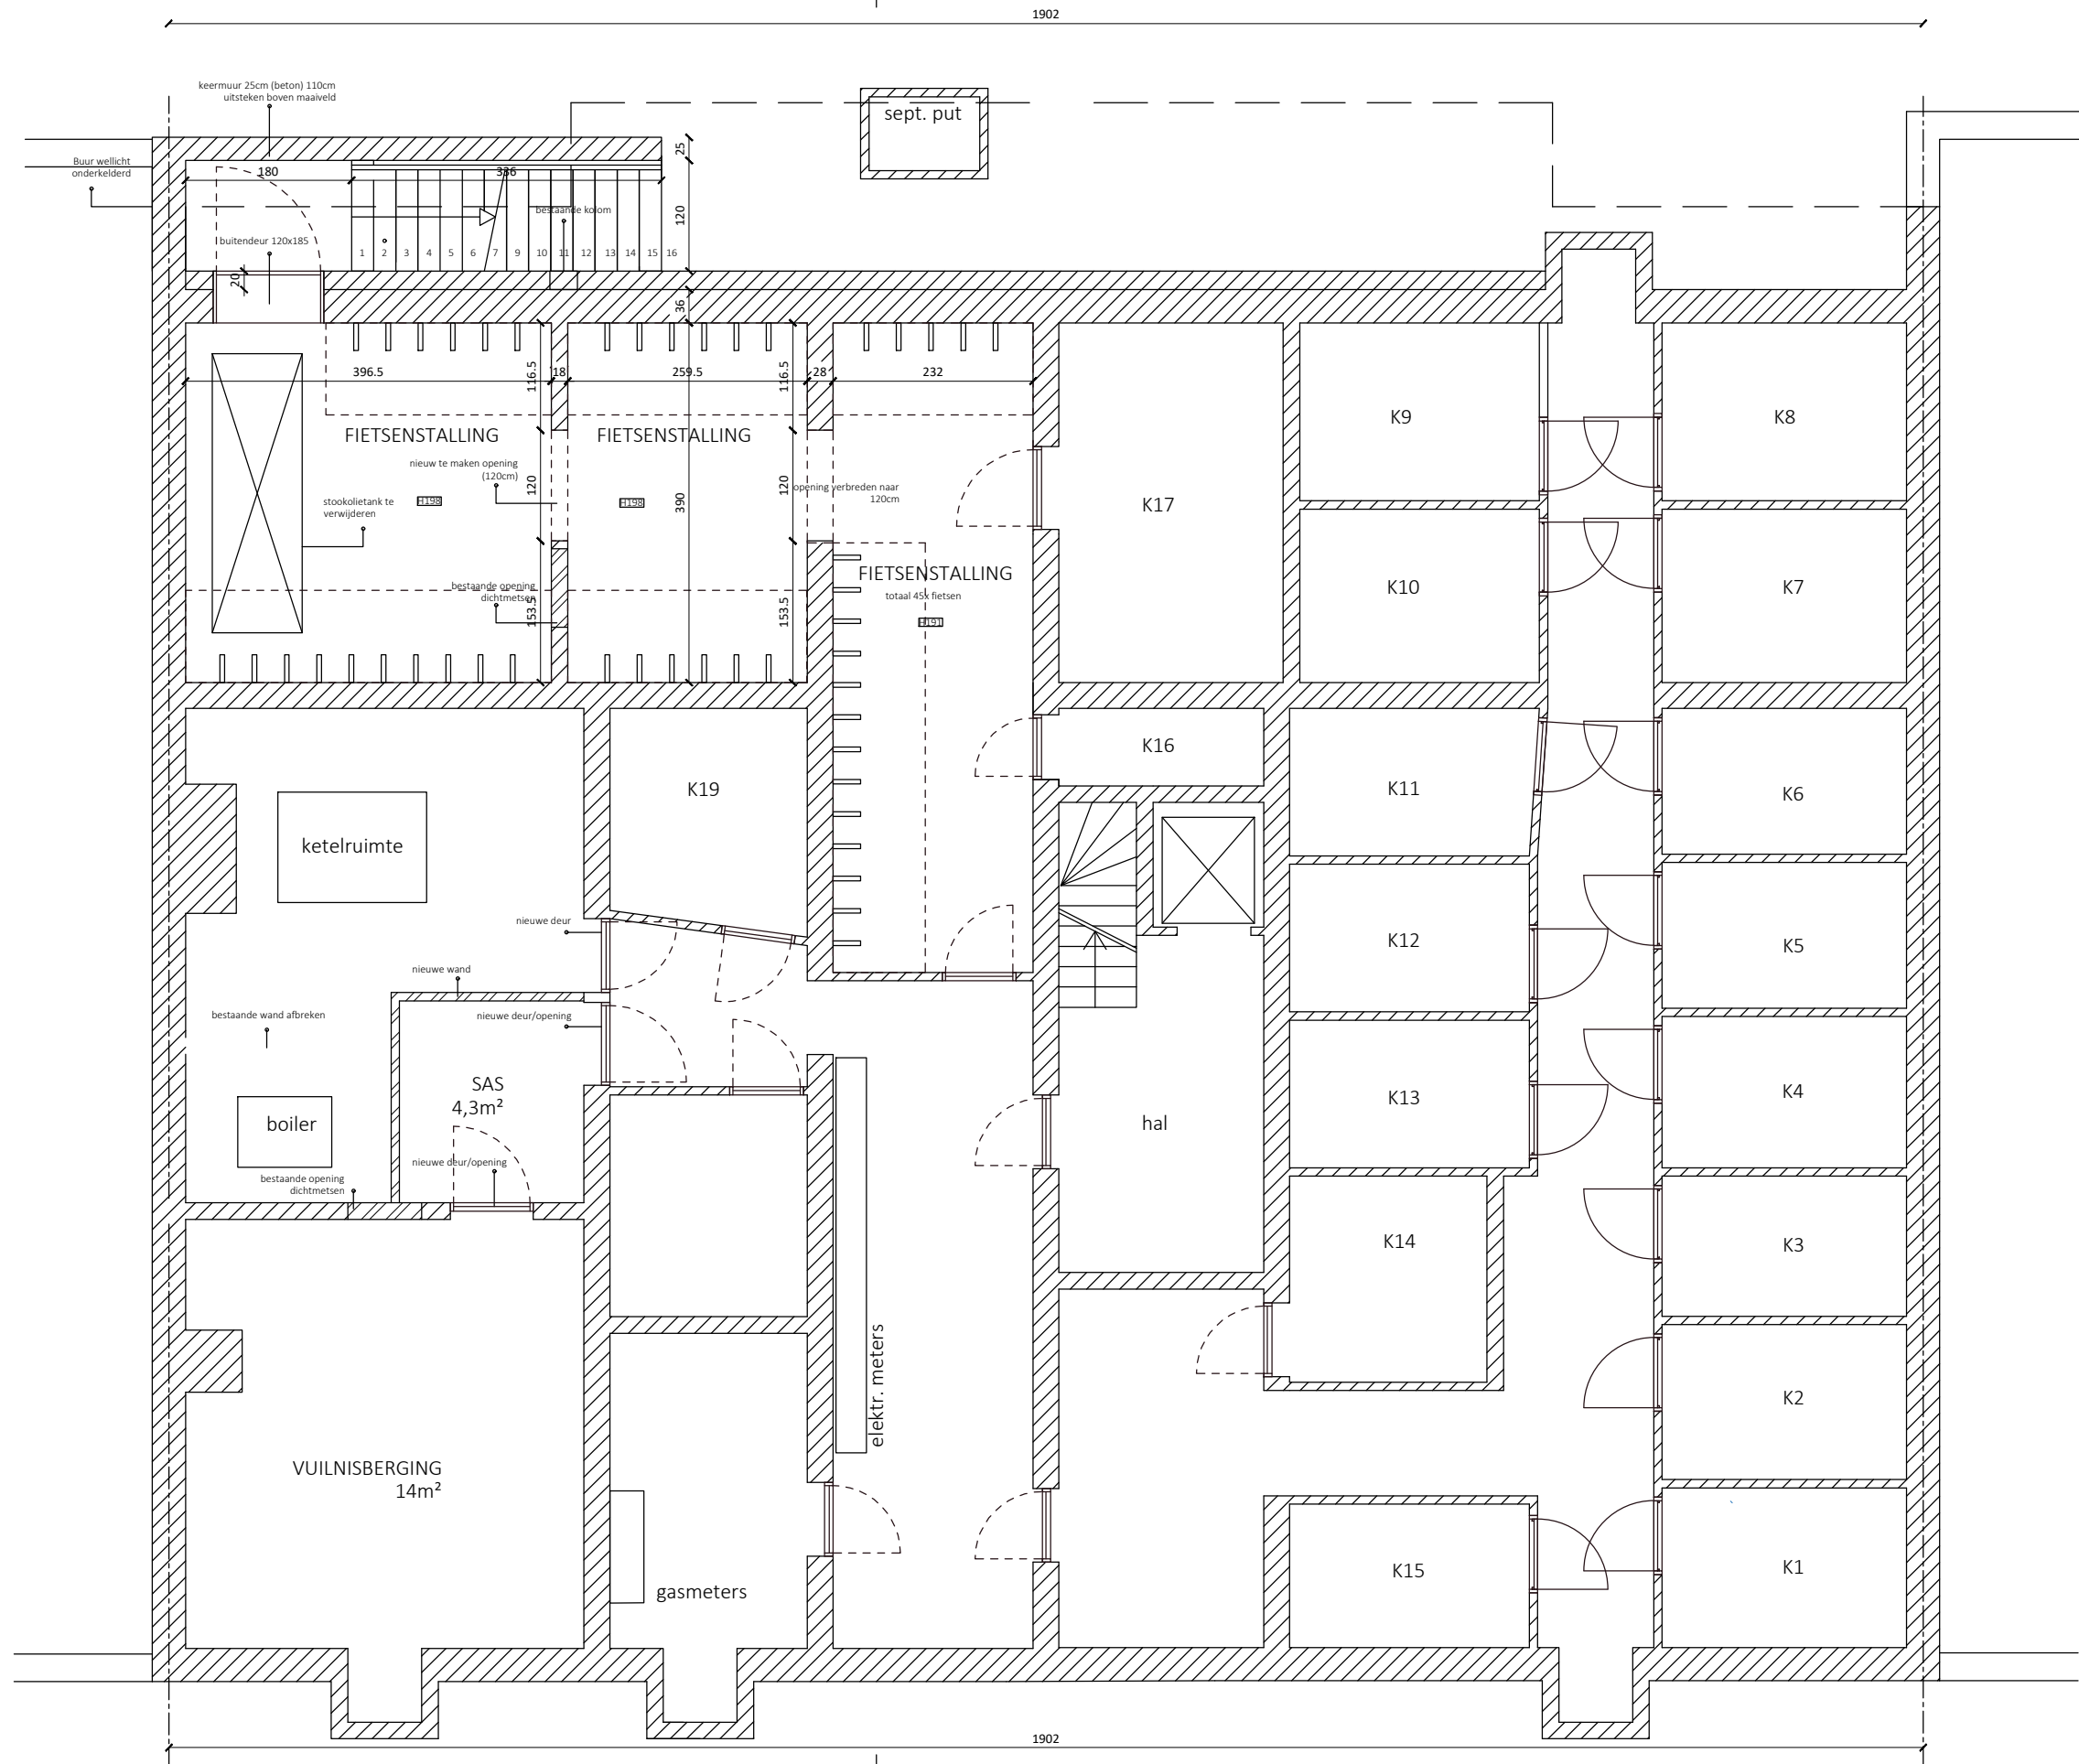 1902
keermuur 25cm (beton) 110cm
uitsteken boven maaiveld
sept. put
Buur wellicht
onderkelderd
25
180
336
120
bestaande kolom
buitendeur 120x185
1 2 3 4 5 6 7 9 10 11 12 13 14 15 16
20
36
396.5
116.5
18
259.5
116.5
28
232
FIETSENSTALLING
FIETSENSTALLING
nieuw te maken opening
(120cm)
120
390
120
opening verbreden naar
120cm
stookolietank te
verwijderen
H198
H198
bestaande opening
dichtmetsen
153.5
153.5
FIETSENSTALLING
totaal 45x fietsen
H191
K17
K9
K8
K10
K7
K16
K19
K11
K6
ketelruimte
nieuwe deur
nieuwe wand
K12
K5
bestaande wand afbreken
nieuwe deur/opening
SAS
4,3m²
boiler
nieuwe deur/opening
bestaande opening
dichtmetsen
hal
K13
K4
K14
K3
elektr. meters
K2
VUILNISBERGING
14m²
gasmeters
K15
K1
1902